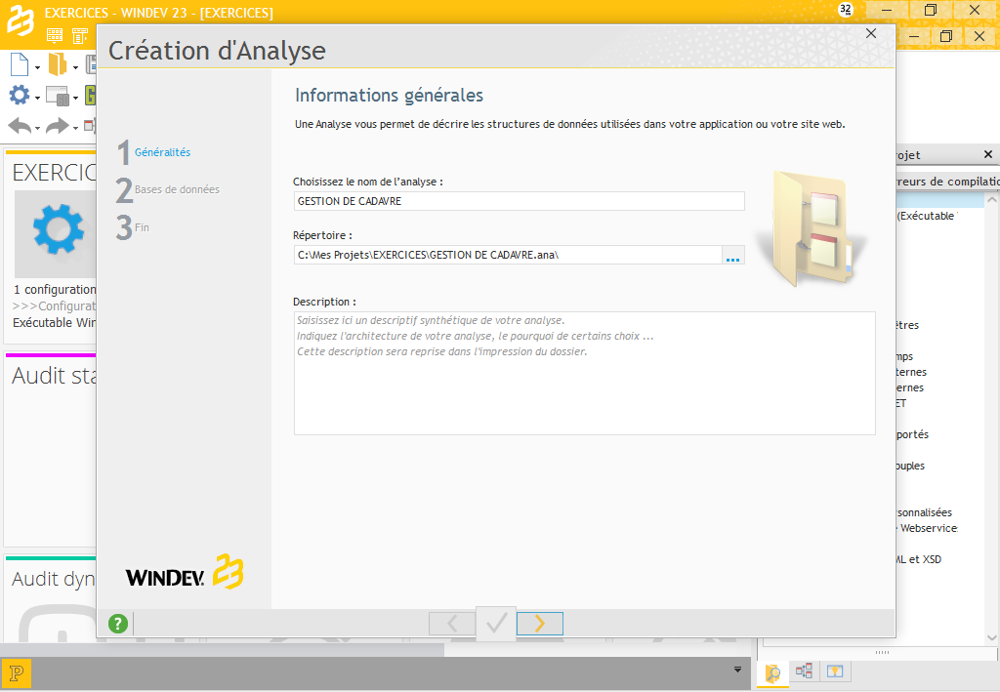 EXERCICES - WINDEV 23 - [EXERCICES]
32
Création d'Analyse
Informations générales
Une Analyse vous permet de décrire les structures de données utilisées dans votre application ou votre site web.
1 Généralités
2 Bases de données
3 Fin
Choisissez le nom de l'analyse :
GESTION DE CADAVRE
Répertoire :
C:\Mes Projets\EXERCICES\GESTION DE CADAVRE.ana\
...
Description :
Saisissez ici un descriptif synthétique de votre analyse.
Indiquez l'architecture de votre analyse, le pourquoi de certains choix ...
Cette description sera reprise dans l'impression du dossier.
WINDEV. 23
?
EXERCIC
1 configuration
>>>Configurat
Exécutable Win
Audit sta
Audit dyn
ojet
rreurs de compilatio
(Exécutable
êtres
mps
ternes
ernes
ET
portés
ouples
sonnalisées
Webservice
ML et XSD
P